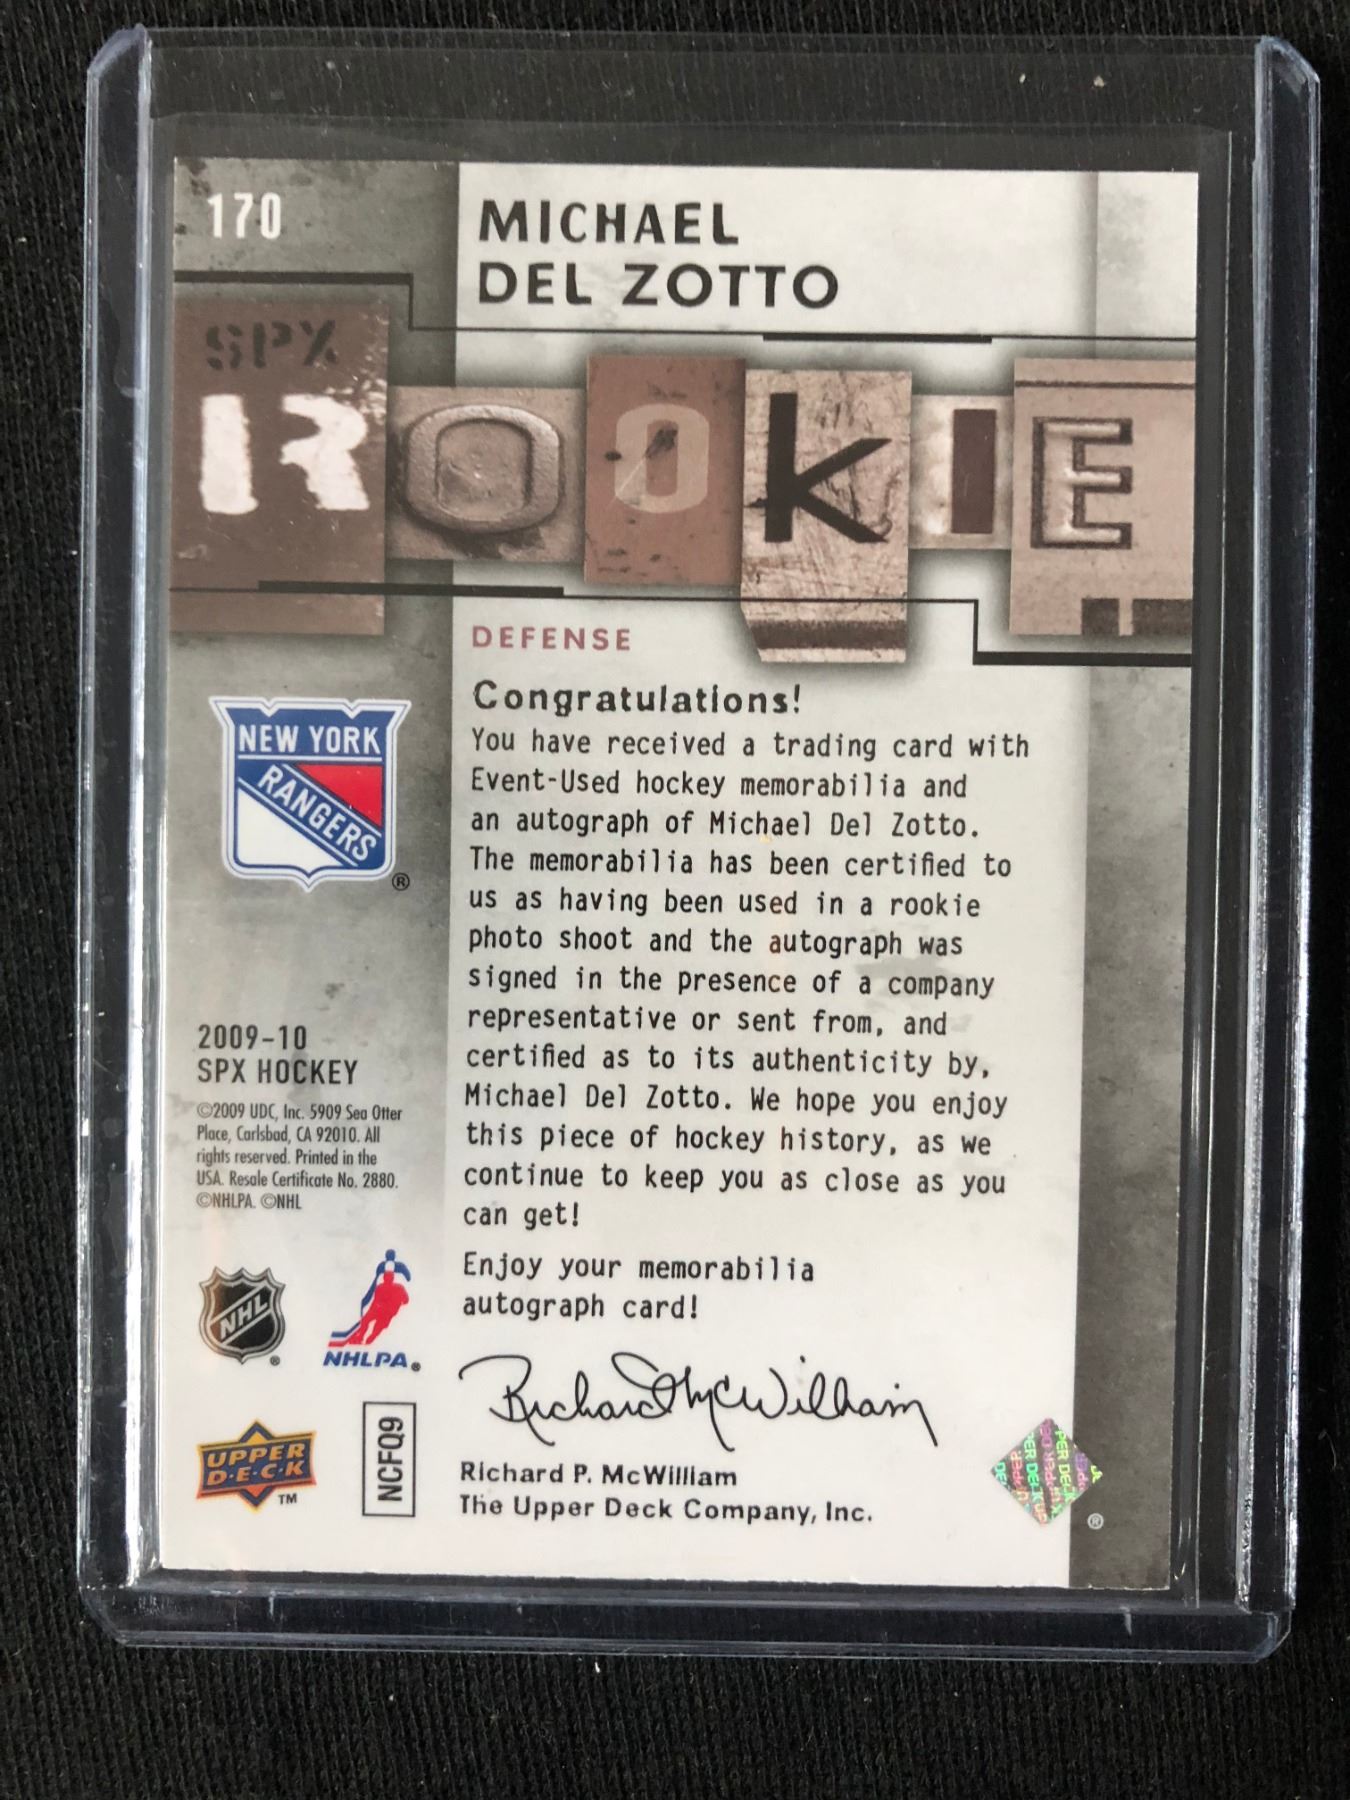 170
MICHAEL
DEL ZOTTO
SPX
ROOKIE
DEFENSE
Congratulations!
You have received a trading card with
Event-Used hockey memorabilia and
an autograph of Michael Del Zotto.
The memorabilia has been certified to
us as having been used in a rookie
photo shoot and the autograph was
signed in the presence of a company
representative or sent from, and
certified as to its authenticity by,
Michael Del Zotto. We hope you enjoy
this piece of hockey history, as we
continue to keep you as close as you
can get!
Enjoy your memorabilia
autograph card!
Richard McWilliam
Richard P. McWilliam
The Upper Deck Company, Inc.
NEW YORK
RANGERS
®
2009-10
SPX HOCKEY
©2009 UDC, Inc. 5909 Sea Otter
Place, Carlsbad, CA 92010. All
rights reserved. Printed in the
USA. Resale Certificate No. 2880.
©NHLPA. ©NHL
NHL
®
NHLPA®
UPPER
D·E·C·K
TM
NCFQ9
®